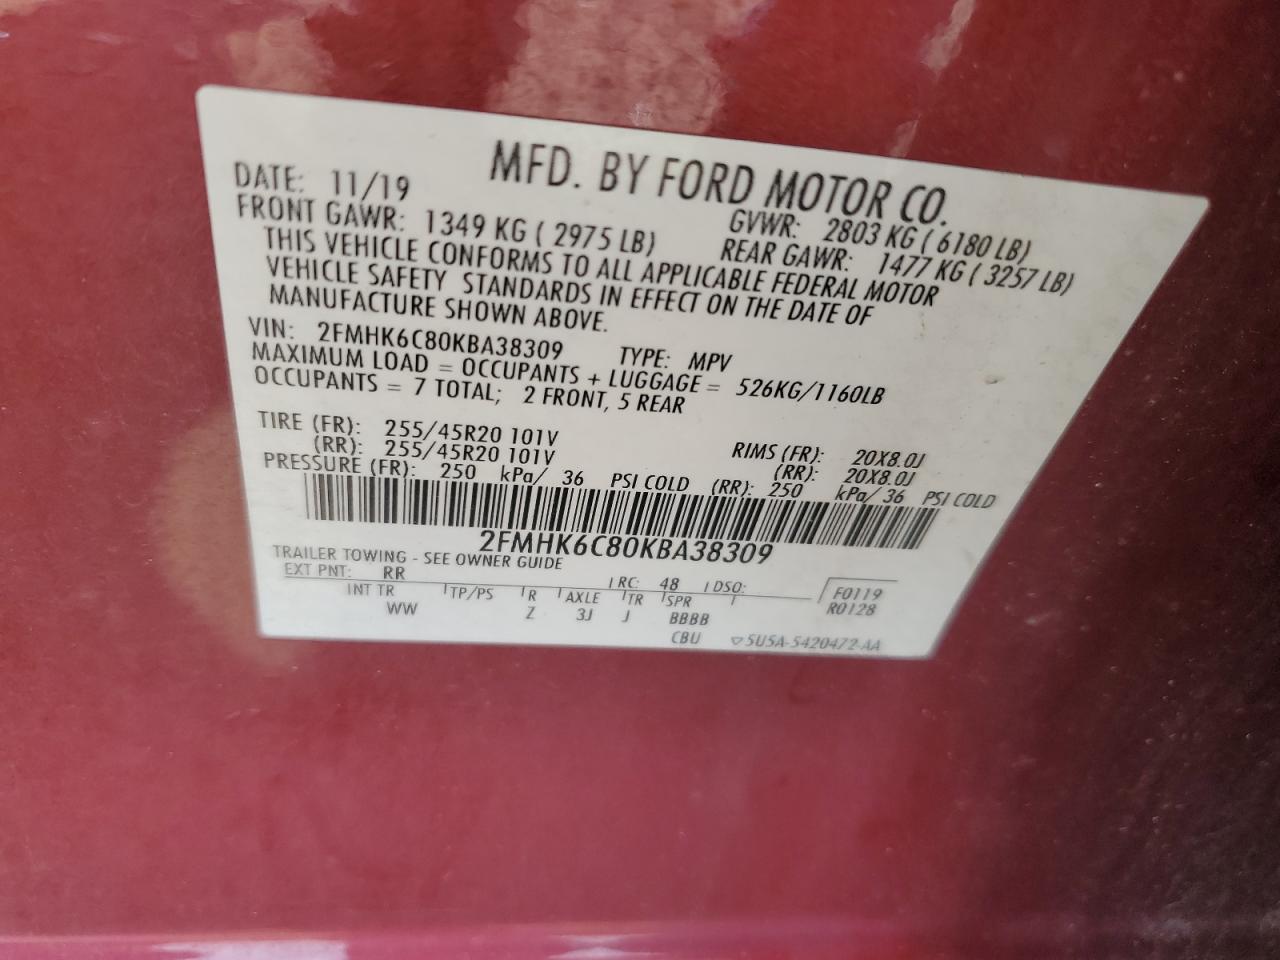 MFD. BY FORD MOTOR CO.
DATE: 11/19 GVWR: 2803 KG ( 6180 LB)
FRONT GAWR: 1349 KG ( 2975 LB) REAR GAWR: 1477 KG ( 3257 LB)
THIS VEHICLE CONFORMS TO ALL APPLICABLE FEDERAL MOTOR
VEHICLE SAFETY STANDARDS IN EFFECT ON THE DATE OF
MANUFACTURE SHOWN ABOVE.
VIN: 2FMHK6C80KBA38309 TYPE: MPV
MAXIMUM LOAD = OCCUPANTS + LUGGAGE = 526KG/1160LB
OCCUPANTS = 7 TOTAL; 2 FRONT, 5 REAR
TIRE (FR): 255/45R20 101V RIMS (FR): 20X8.0J
(RR): 255/45R20 101V (RR): 20X8.0J
PRESSURE (FR): 250 kPa/ 36 PSI COLD (RR): 250 kPa/ 36 PSI COLD
2FMHK6C80KBA38309
TRAILER TOWING - SEE OWNER GUIDE
EXT PNT: RR RC: 48 DSO: F0119
INT TR TP/PS R AXLE TR SPR R0128
WW Z 3J J BBBB
CBU 5U5A-5420472-AA